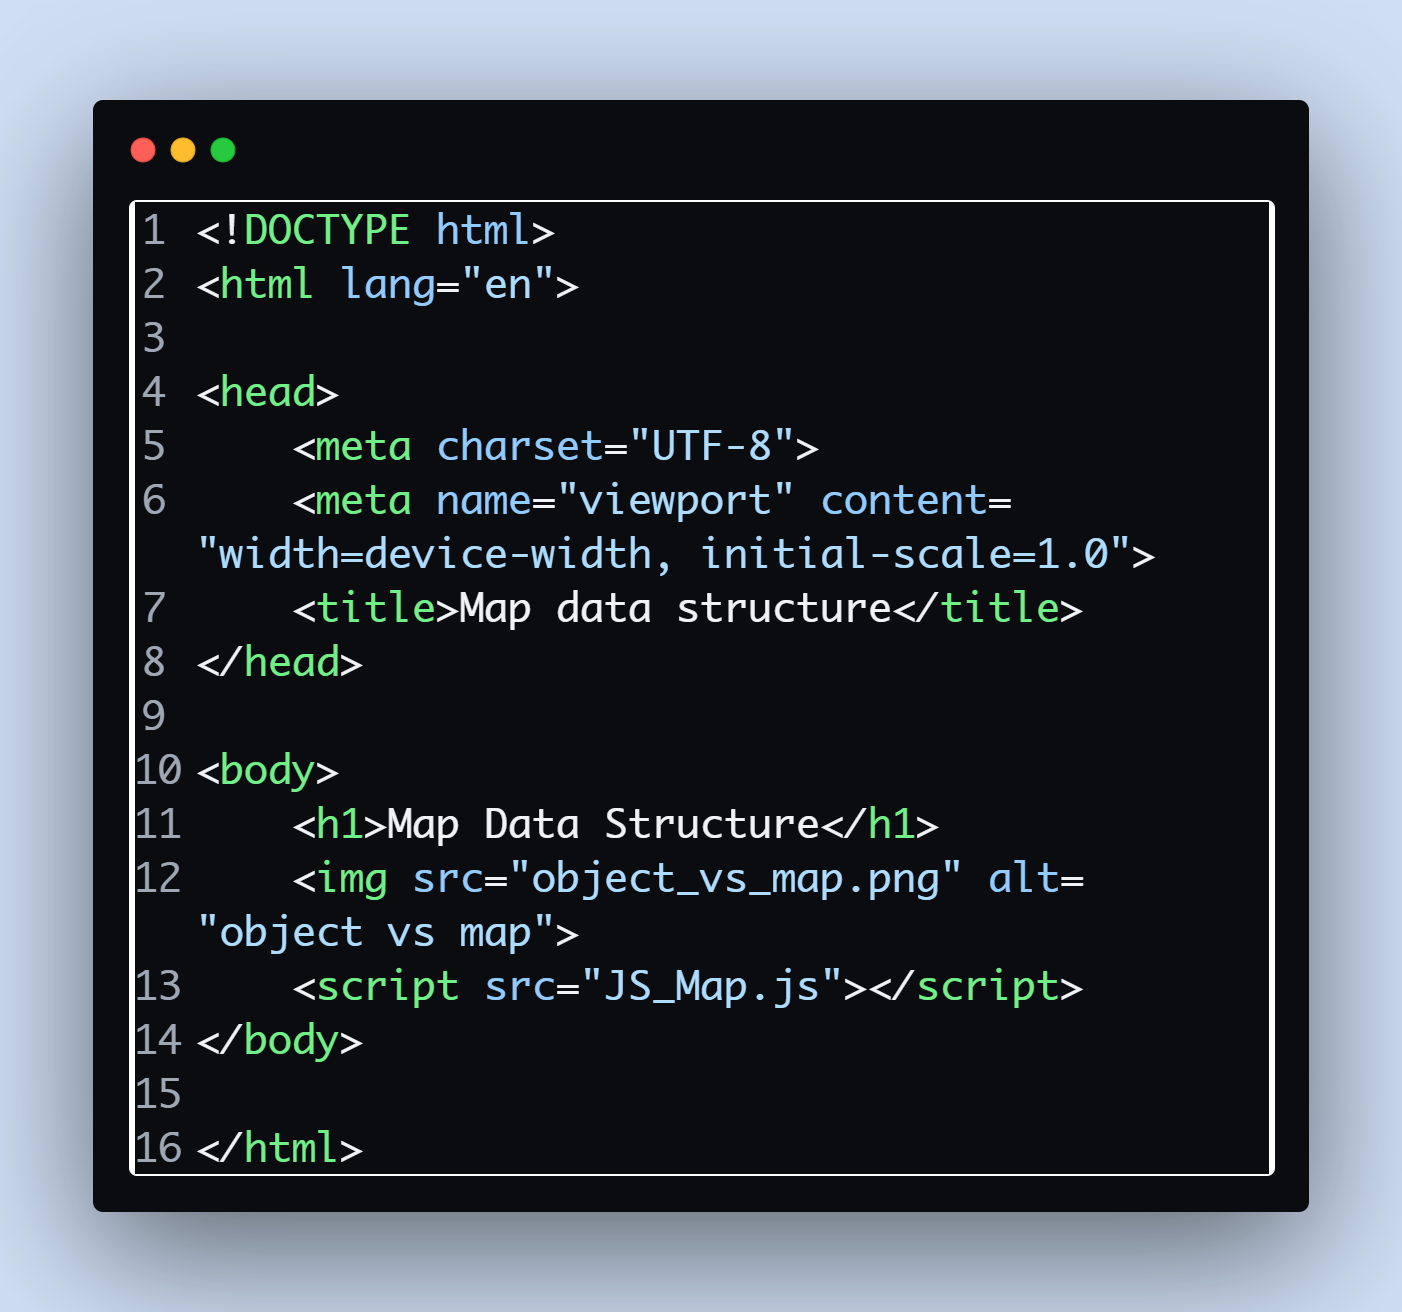 1 <!DOCTYPE html>
2 <html lang="en">
3
4 <head>
5     <meta charset="UTF-8">
6     <meta name="viewport" content=
"width=device-width, initial-scale=1.0">
7     <title>Map data structure</title>
8 </head>
9
10 <body>
11     <h1>Map Data Structure</h1>
12     <img src="object_vs_map.png" alt=
"object vs map">
13     <script src="JS_Map.js"></script>
14 </body>
15
16 </html>